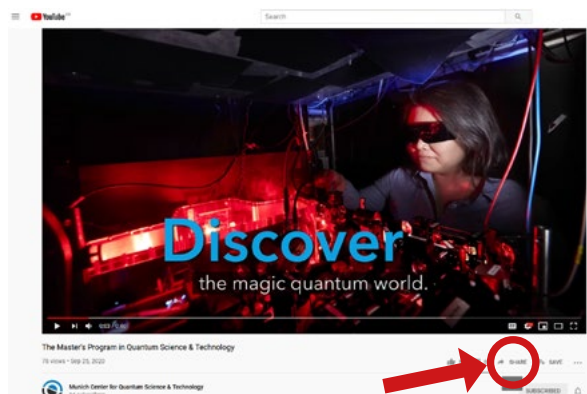 YouTube
Search
Discover
the magic quantum world.
The Master's Program in Quantum Science & Technology
78 views • Sep 25, 2020
SHARE
SAVE
Munich Center for Quantum Science & Technology
SUBSCRIBED